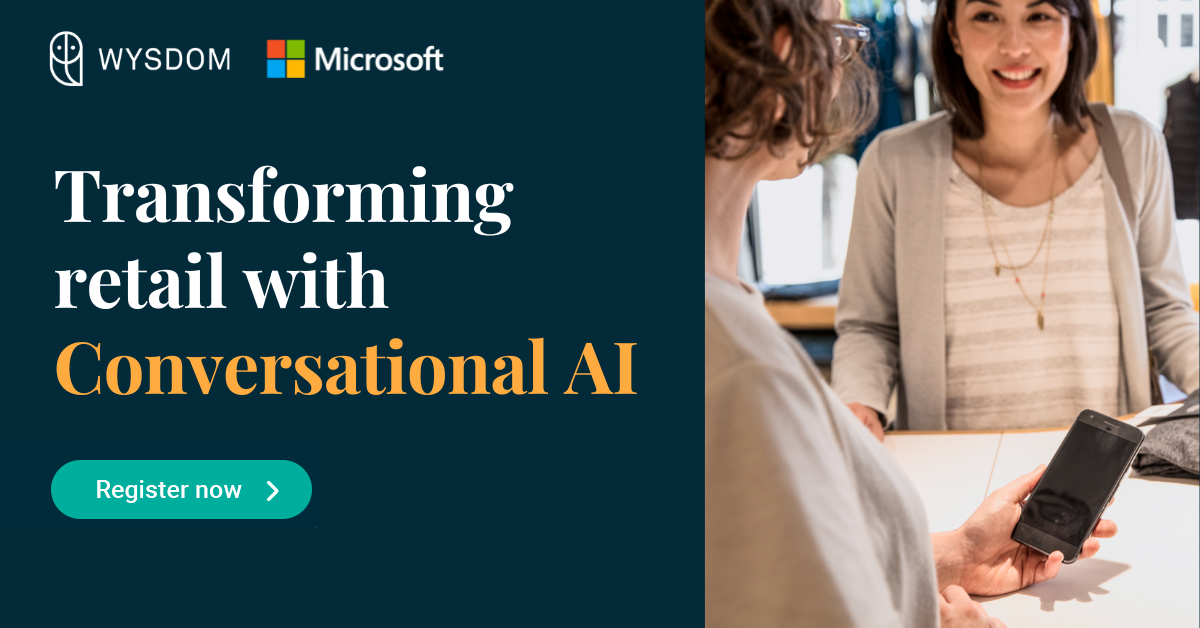 WYSDOM Microsoft
Transforming
retail with
Conversational AI
Register now